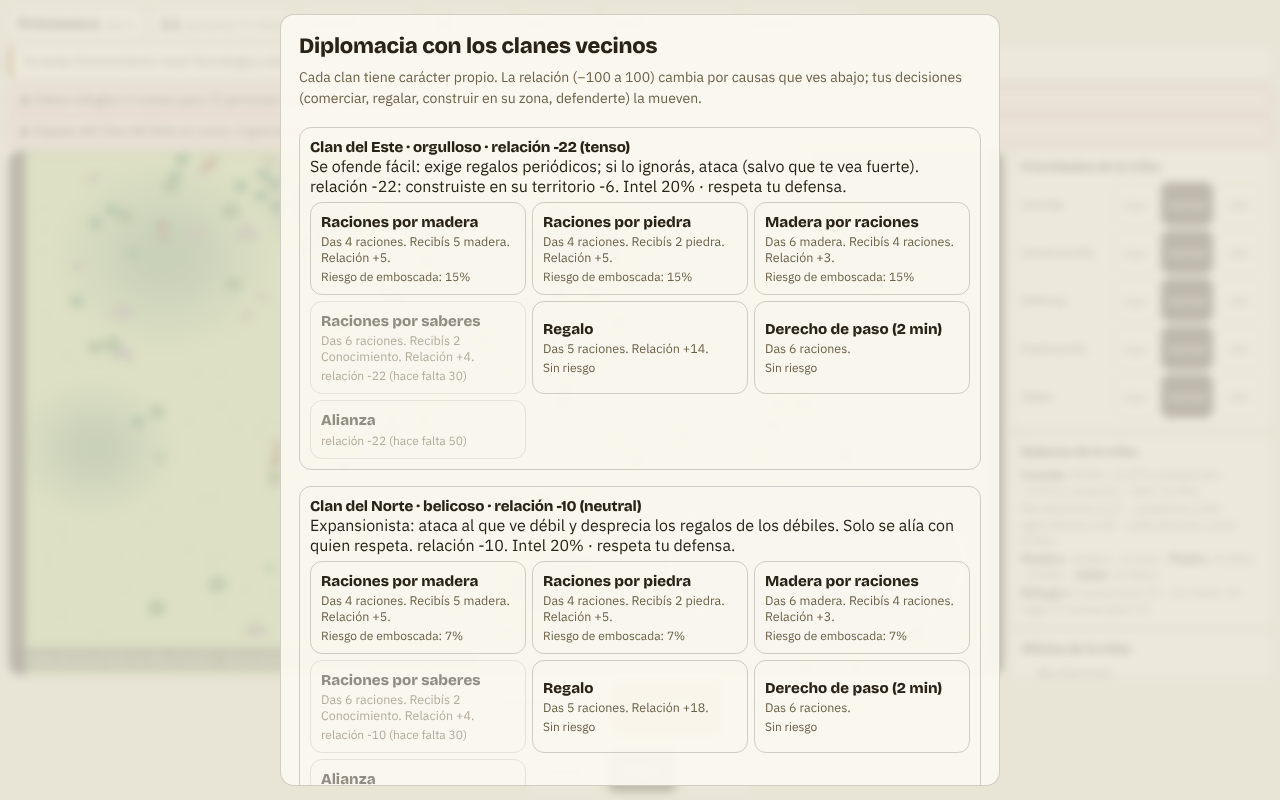 Diplomacia con los clanes vecinos
Cada clan tiene carácter propio. La relación (−100 a 100) cambia por causas que ves abajo; tus decisiones
(comerciar, regalar, construir en su zona, defenderte) la mueven.
Clan del Este · orgulloso · relación -22 (tenso)
Se ofende fácil: exige regalos periódicos; si lo ignorás, ataca (salvo que te vea fuerte).
relación -22: construiste en su territorio -6. Intel 20% · respeta tu defensa.
Raciones por madera
Das 4 raciones. Recibís 5 madera.
Relación +5.
Riesgo de emboscada: 15%
Raciones por piedra
Das 4 raciones. Recibís 2 piedra.
Relación +5.
Riesgo de emboscada: 15%
Madera por raciones
Das 6 madera. Recibís 4 raciones.
Relación +3.
Riesgo de emboscada: 15%
Raciones por saberes
Das 6 raciones. Recibís 2
Conocimiento. Relación +4.
relación -22 (hace falta 30)
Regalo
Das 5 raciones. Relación +14.
Sin riesgo
Derecho de paso (2 min)
Das 6 raciones.
Sin riesgo
Alianza
relación -22 (hace falta 50)
Clan del Norte · belicoso · relación -10 (neutral)
Expansionista: ataca al que ve débil y desprecia los regalos de los débiles. Solo se alía con
quien respeta. relación -10. Intel 20% · respeta tu defensa.
Raciones por madera
Das 4 raciones. Recibís 5 madera.
Relación +5.
Riesgo de emboscada: 7%
Raciones por piedra
Das 4 raciones. Recibís 2 piedra.
Relación +5.
Riesgo de emboscada: 7%
Madera por raciones
Das 6 madera. Recibís 4 raciones.
Relación +3.
Riesgo de emboscada: 7%
Raciones por saberes
Das 6 raciones. Recibís 2
Conocimiento. Relación +4.
relación -10 (hace falta 30)
Regalo
Das 5 raciones. Relación +18.
Sin riesgo
Derecho de paso (2 min)
Das 6 raciones.
Sin riesgo
Alianza